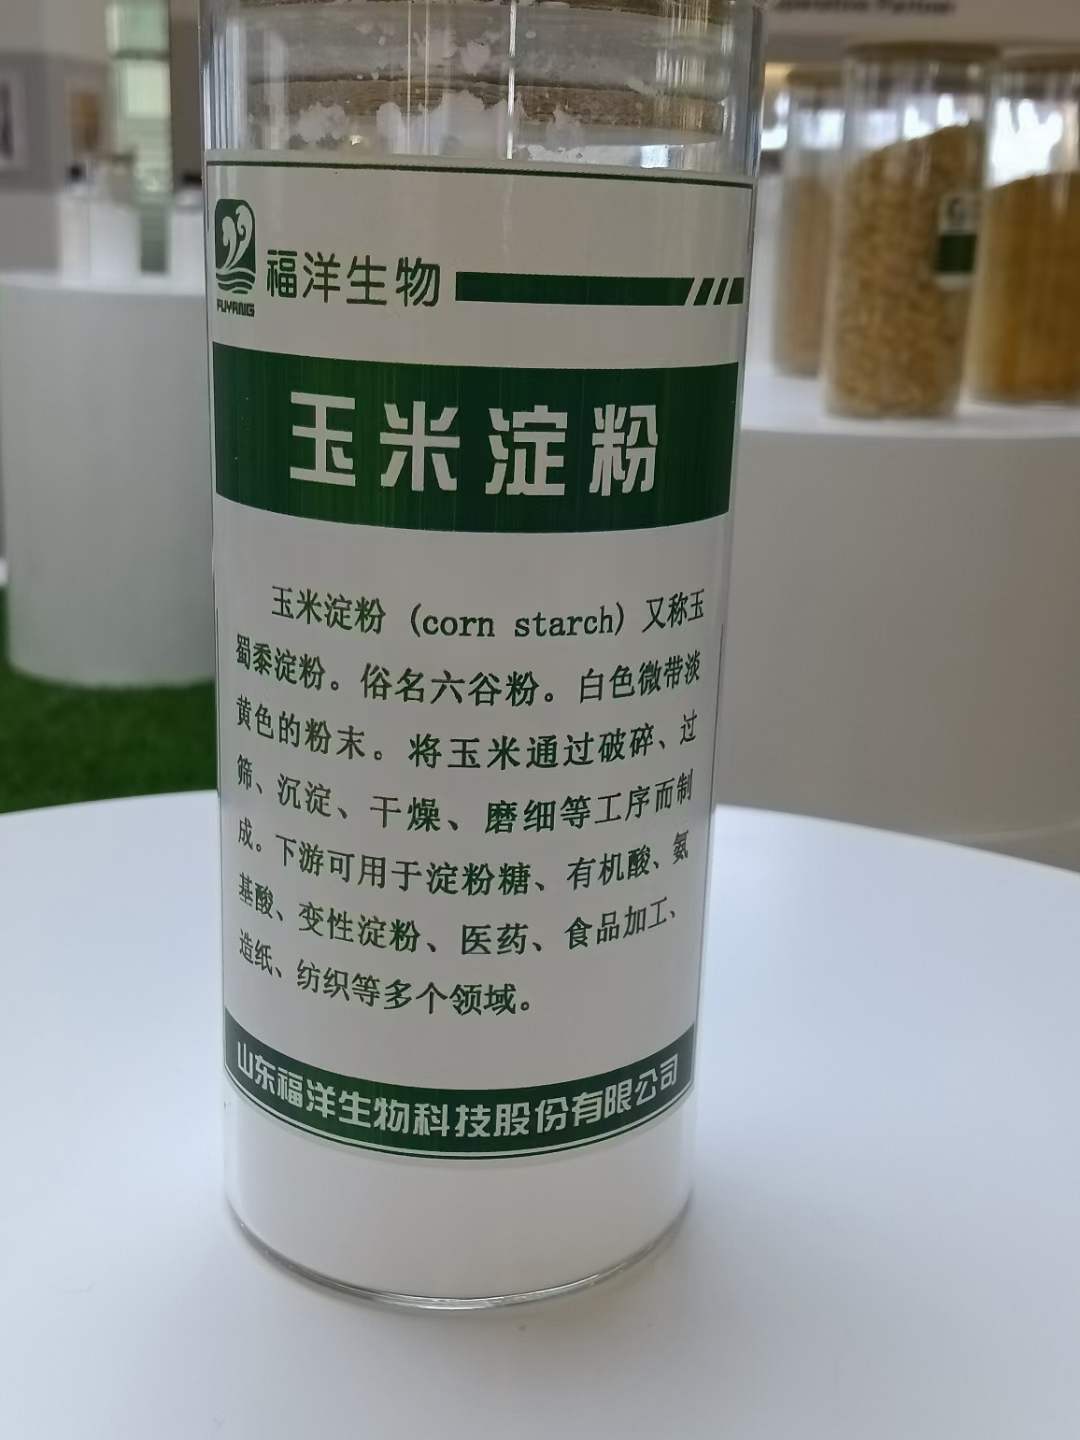 福洋生物
FUYANG
玉米淀粉
玉米淀粉 (corn starch) 又称玉
蜀黍淀粉。俗名六谷粉。白色微带淡
黄色的粉末。将玉米通过破碎、过
筛、沉淀、干燥、磨细等工序而制
成。下游可用于淀粉糖、有机酸、氨
基酸、变性淀粉、医药、食品加工、
造纸、纺织等多个领域。
山东福洋生物科技股份有限公司